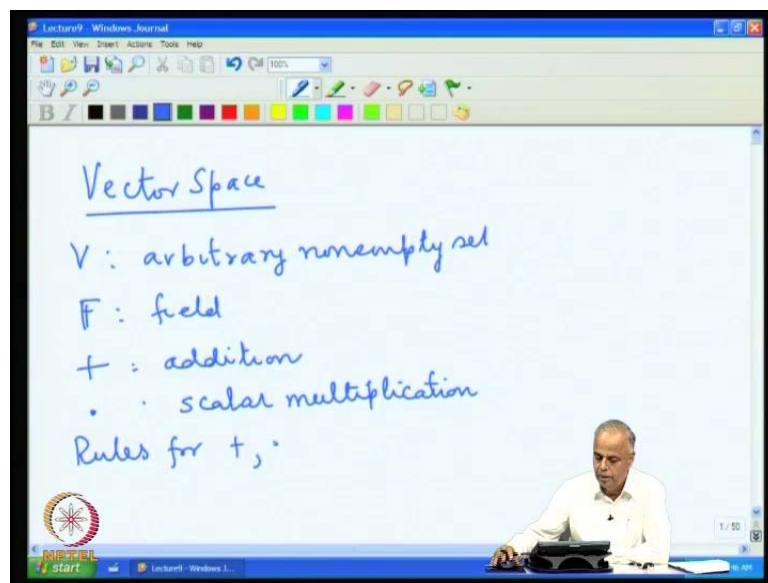 Lecture9 - Windows Journal
File Edit View Insert Actions Tools Help
100%
B I
Vector Space
V : arbitrary nonempty set
F : field
+ : addition
. : scalar multiplication
Rules for +, .
1 / 50
NPTEL
start Lecture9 - Windows J...